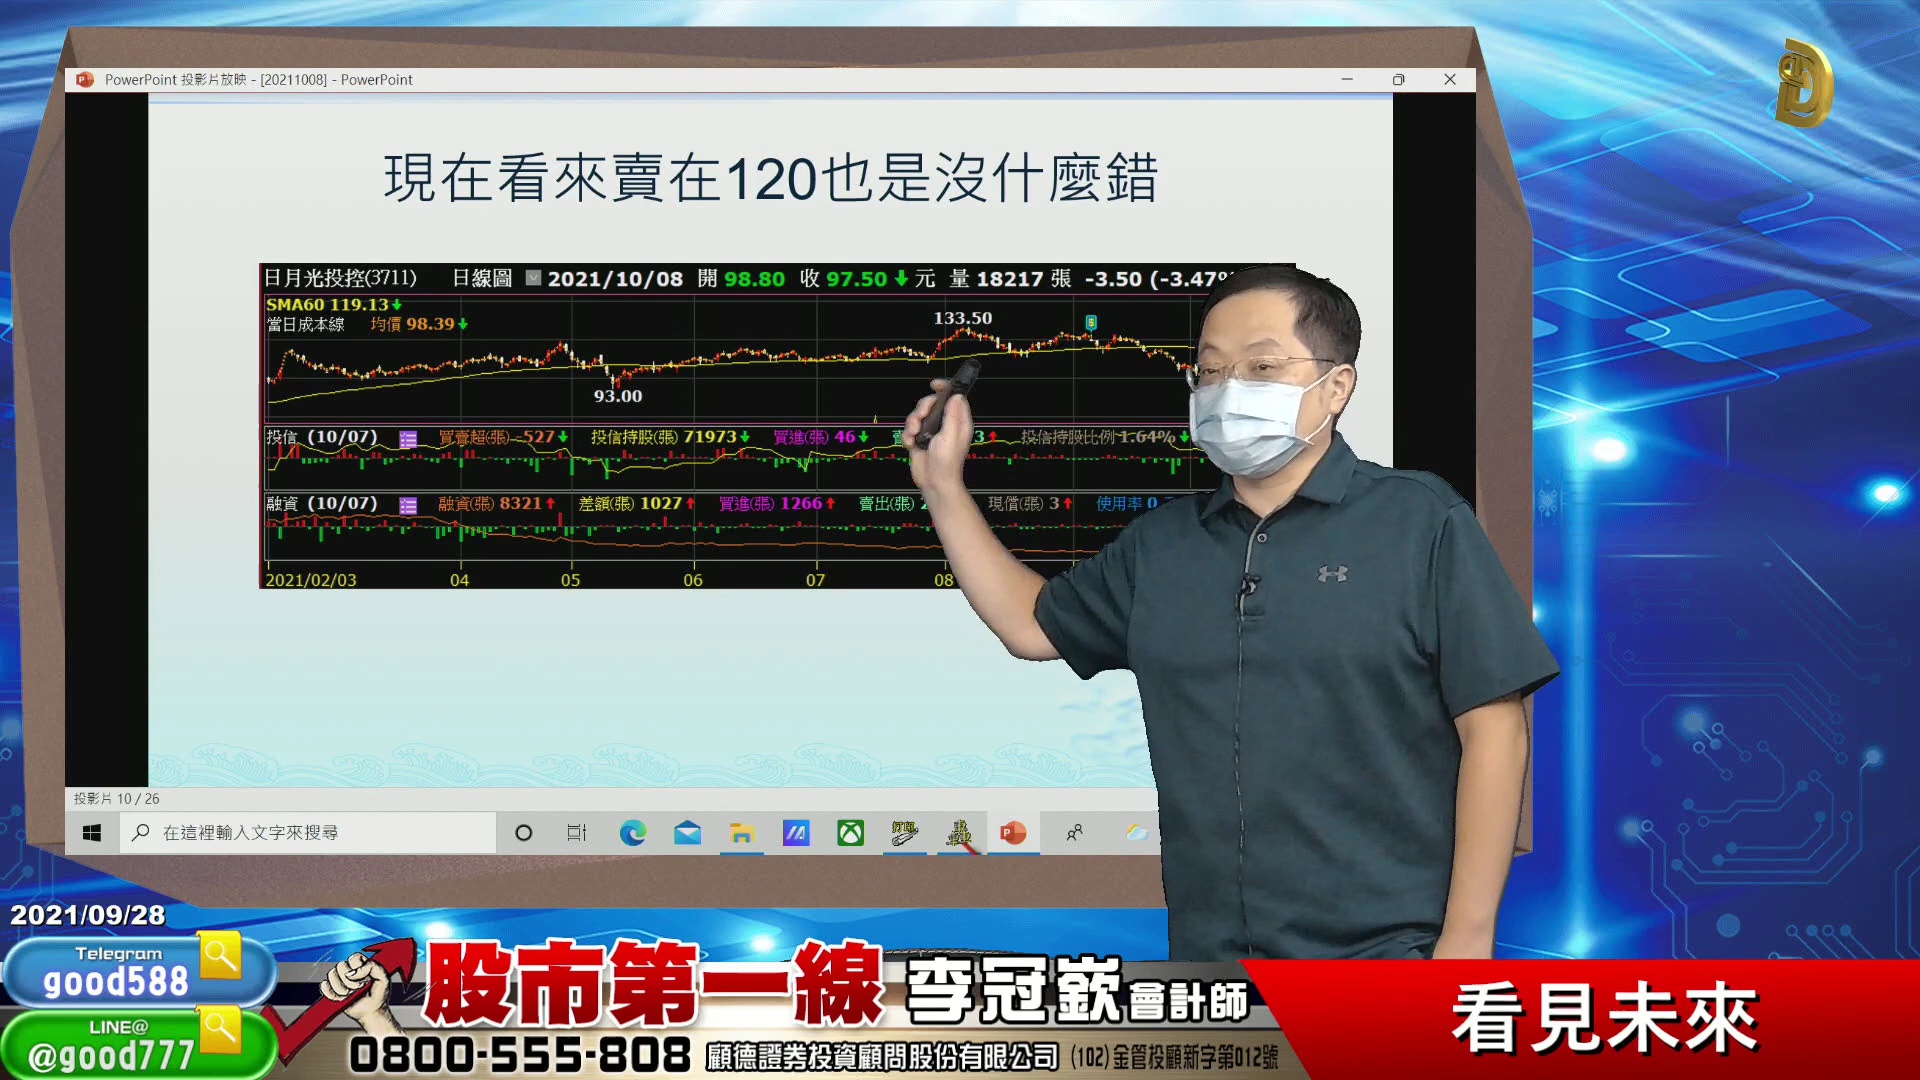 PowerPoint 投影片放映 - [20211008] - PowerPoint
現在看來賣在120也是沒什麼錯
日月光投控(3711) 日線圖 2021/10/08 開 98.80 收 97.50 元 量 18217 張 -3.50 (-3.47%
SMA60 119.13
當日成本線 均價 98.39
133.50
93.00
投信 (10/07) 買賣超(張) -527 投信持股(張) 71973 買進(張) 46 3 投信持股比例 1.64%
融資 (10/07) 融資(張) 8321 差額(張) 1027 買進(張) 1266 賣出(張) 2 現償(張) 3 使用率 0
2021/02/03 04 05 06 07 08
投影片 10 / 26
在這裡輸入文字來搜尋
2021/09/28
Telegram
good588
LINE@
@good777
股市第一線 李冠嶔 會計師
0800-555-808 顧德證券投資顧問股份有限公司 (102)金管投顧新字第012號
看見未來